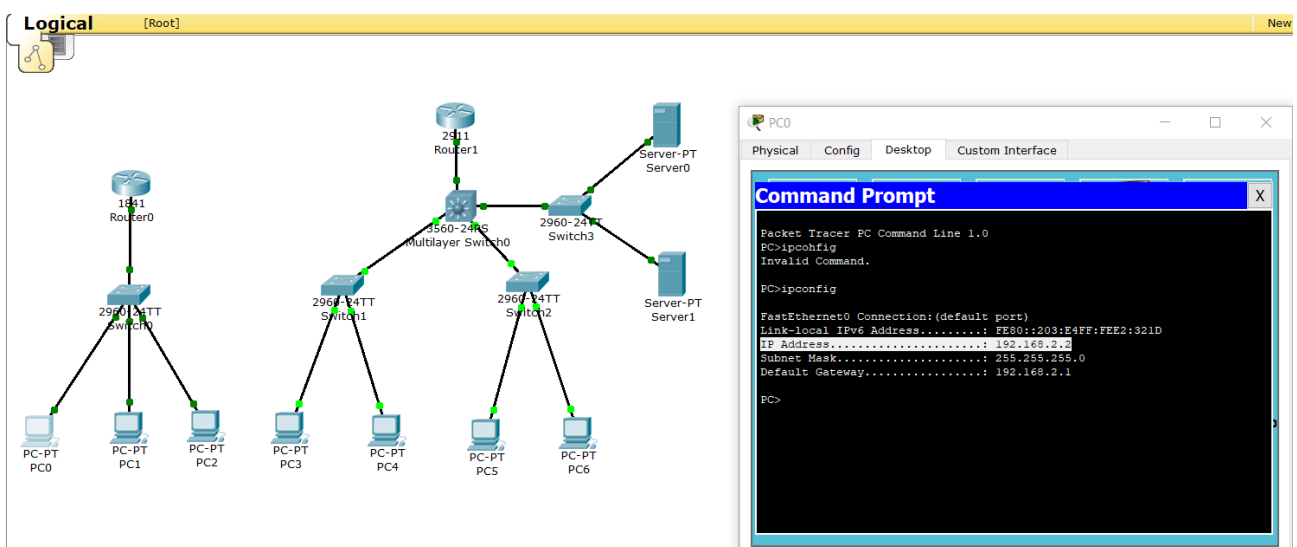 Logical [Root] New
2911
Router1
Server-PT
Server0
1841
Router0
3560-24PS
Multilayer Switch0
2960-24TT
Switch3
2960-24TT
Switch0
2960-24TT
Switch1
2960-24TT
Switch2
Server-PT
Server1
PC-PT
PC0
PC-PT
PC1
PC-PT
PC2
PC-PT
PC3
PC-PT
PC4
PC-PT
PC5
PC-PT
PC6
PC0
Physical Config Desktop Custom Interface
Command Prompt X
Packet Tracer PC Command Line 1.0
PC>ipcohfig
Invalid Command.
PC>ipconfig
FastEthernet0 Connection:(default port)
Link-local IPv6 Address.........: FE80::203:E4FF:FEE2:321D
IP Address......................: 192.168.2.2
Subnet Mask.....................: 255.255.255.0
Default Gateway.................: 192.168.2.1
PC>